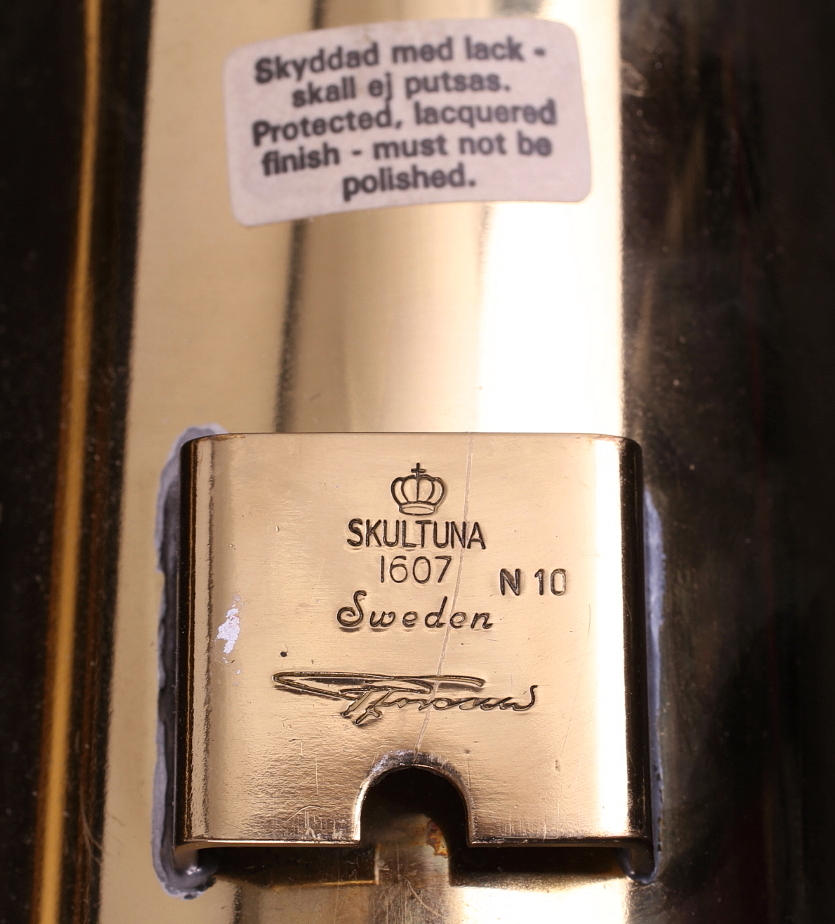 Skyddad med lack -
skall ej putsas.
Protected, lacquered
finish - must not be
polished.
SKULTUNA
1607
N 10
Sweden